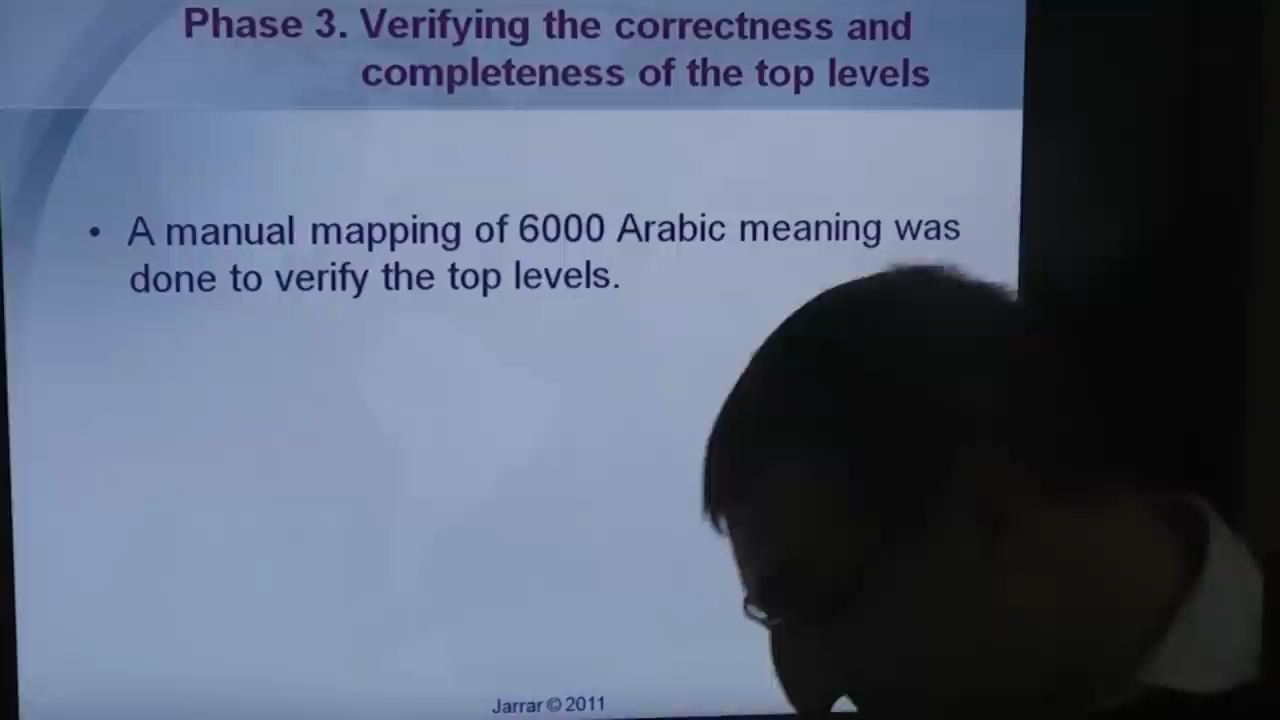 Phase 3. Verifying the correctness and
completeness of the top levels
• A manual mapping of 6000 Arabic meaning was
done to verify the top levels.
Jarrar © 2011